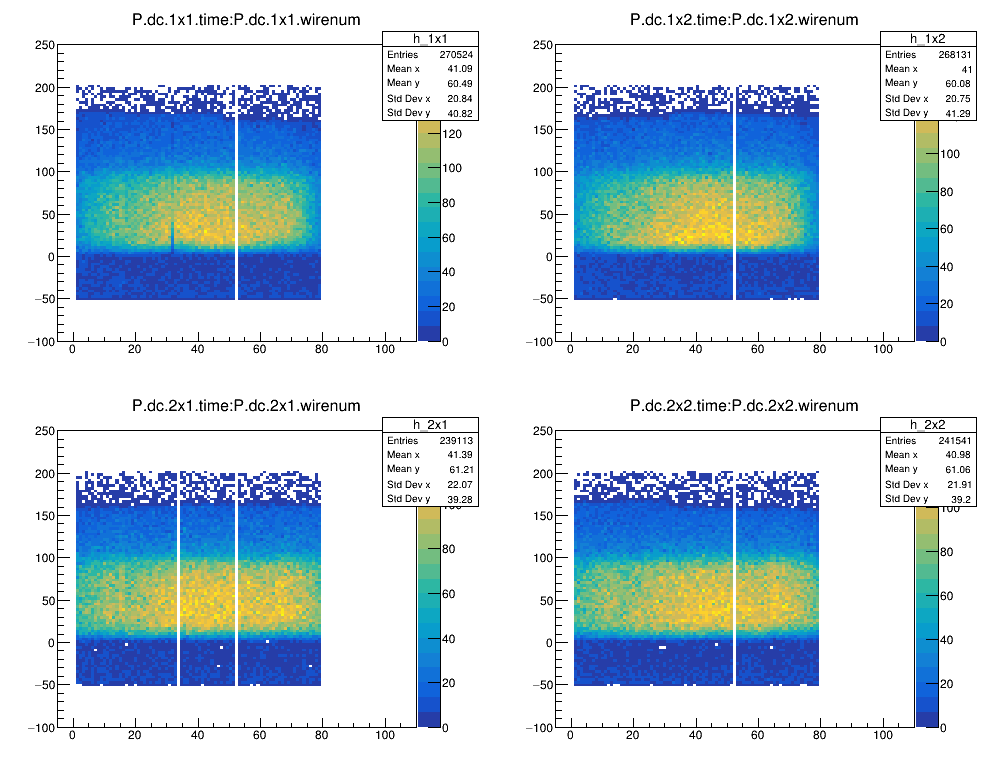 P.dc.1x1.time:P.dc.1x1.wirenum
h_1x1
Entries 270524
Mean x 41.09
Mean y 60.49
Std Dev x 20.84
Std Dev y 40.82
250
200
150
100
50
0
−50
−100
0 20 40 60 80 100
120
100
80
60
40
20
0
P.dc.1x2.time:P.dc.1x2.wirenum
h_1x2
Entries 268131
Mean x 41
Mean y 60.08
Std Dev x 20.75
Std Dev y 41.29
250
200
150
100
50
0
−50
−100
0 20 40 60 80 100
100
80
60
40
20
0
P.dc.2x1.time:P.dc.2x1.wirenum
h_2x1
Entries 239113
Mean x 41.39
Mean y 61.21
Std Dev x 22.07
Std Dev y 39.28
250
200
150
100
50
0
−50
−100
0 20 40 60 80 100
100
80
60
40
20
0
P.dc.2x2.time:P.dc.2x2.wirenum
h_2x2
Entries 241541
Mean x 40.98
Mean y 61.06
Std Dev x 21.91
Std Dev y 39.2
250
200
150
100
50
0
−50
−100
0 20 40 60 80 100
100
80
60
40
20
0